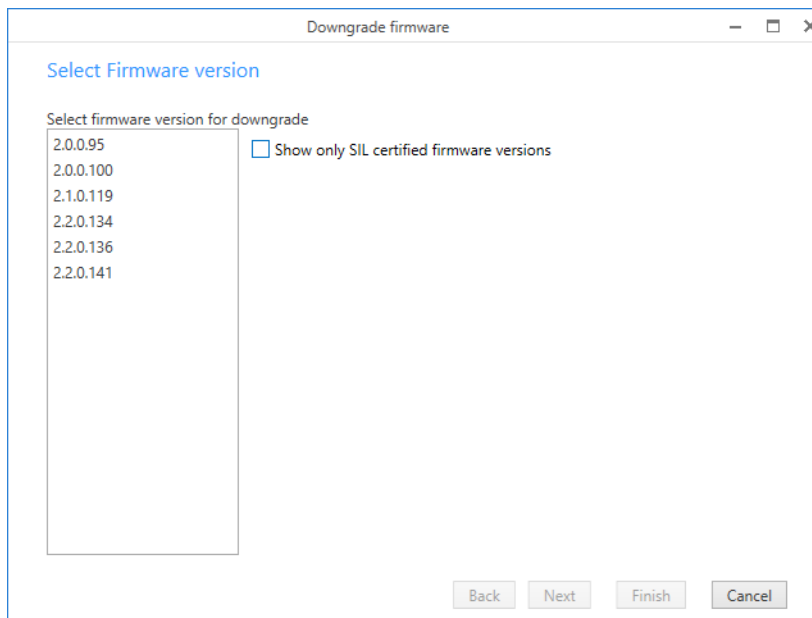 Downgrade firmware
Select Firmware version
Select firmware version for downgrade
2.0.0.95
Show only SIL certified firmware versions
2.0.0.100
2.1.0.119
2.2.0.134
2.2.0.136
2.2.0.141
Back
Next
Finish
Cancel